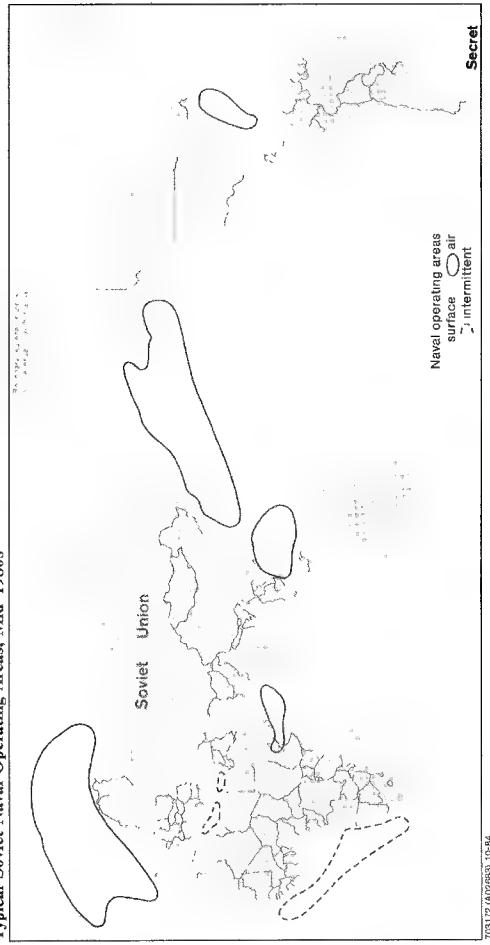 Typical Soviet Naval Operating Areas, Mid-1980s
Soviet Union
Naval operating areas
surface air
intermittent
Secret
703172 (A02683) 10-84